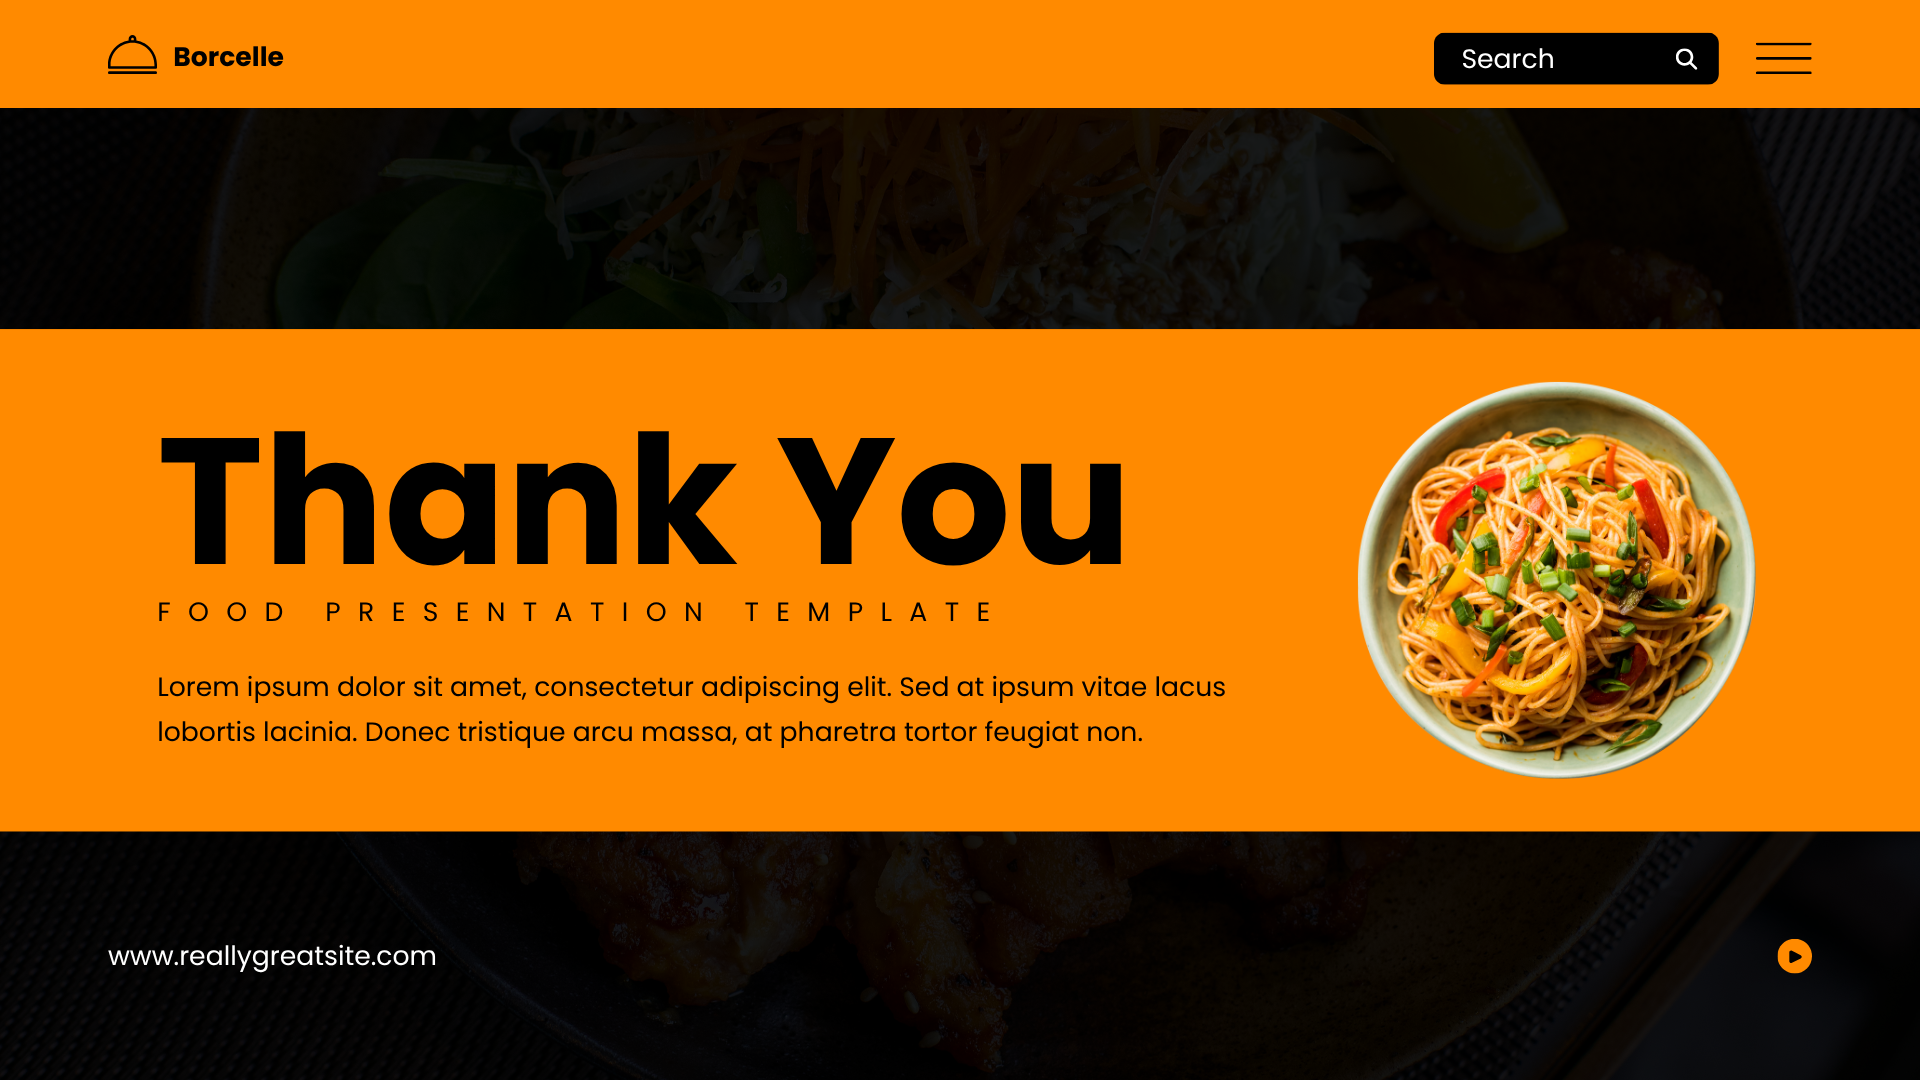 Borcelle
Search
Thank You
FOOD PRESENTATION TEMPLATE
Lorem ipsum dolor sit amet, consectetur adipiscing elit. Sed at ipsum vitae lacus
lobortis lacinia. Donec tristique arcu massa, at pharetra tortor feugiat non.
www.reallygreatsite.com